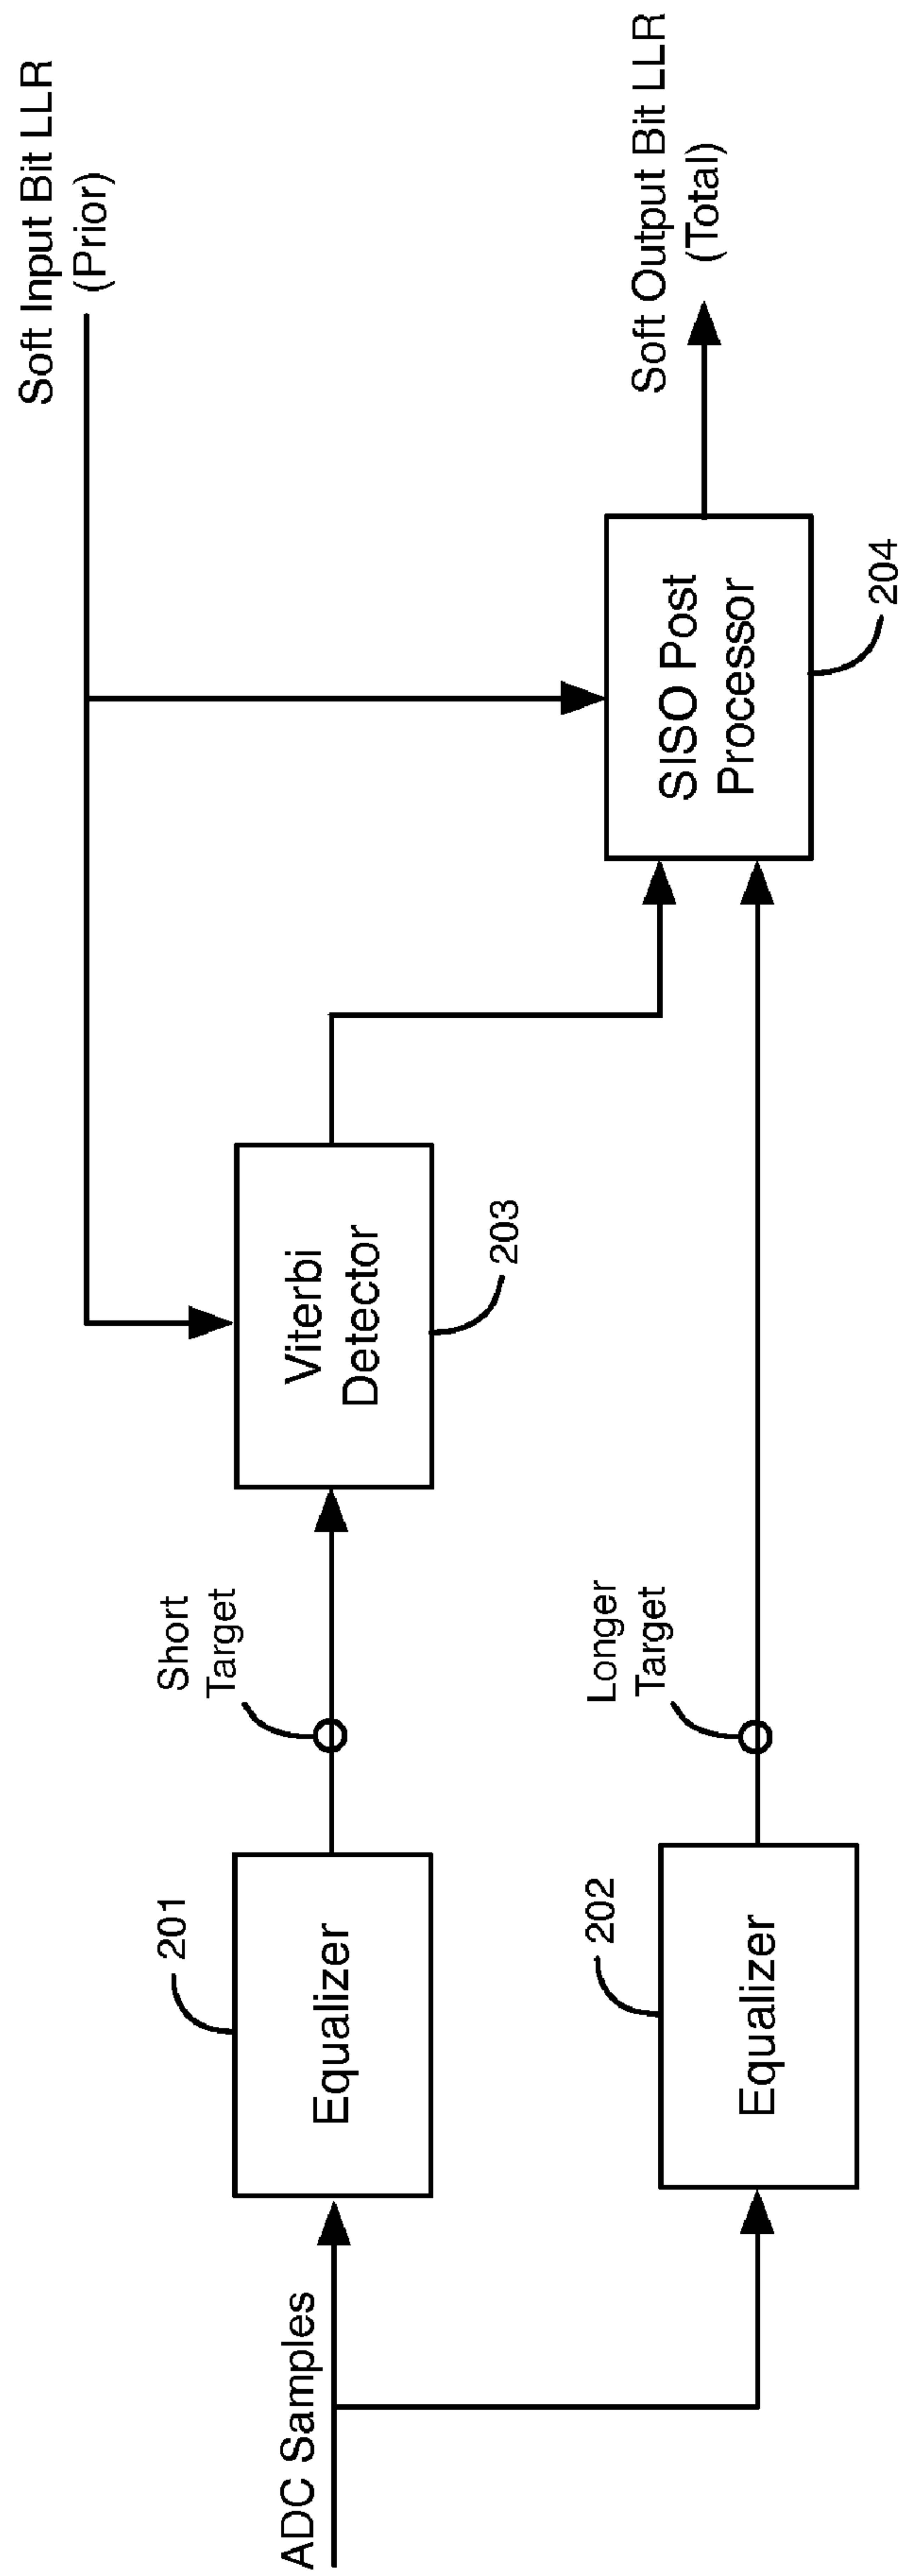 Soft Input Bit LLR
(Prior)
ADC Samples
201
Equalizer
Short
Target
Viterbi
Detector
203
202
Equalizer
Longer
Target
SISO Post
Processor
204
Soft Output Bit LLR
(Total)